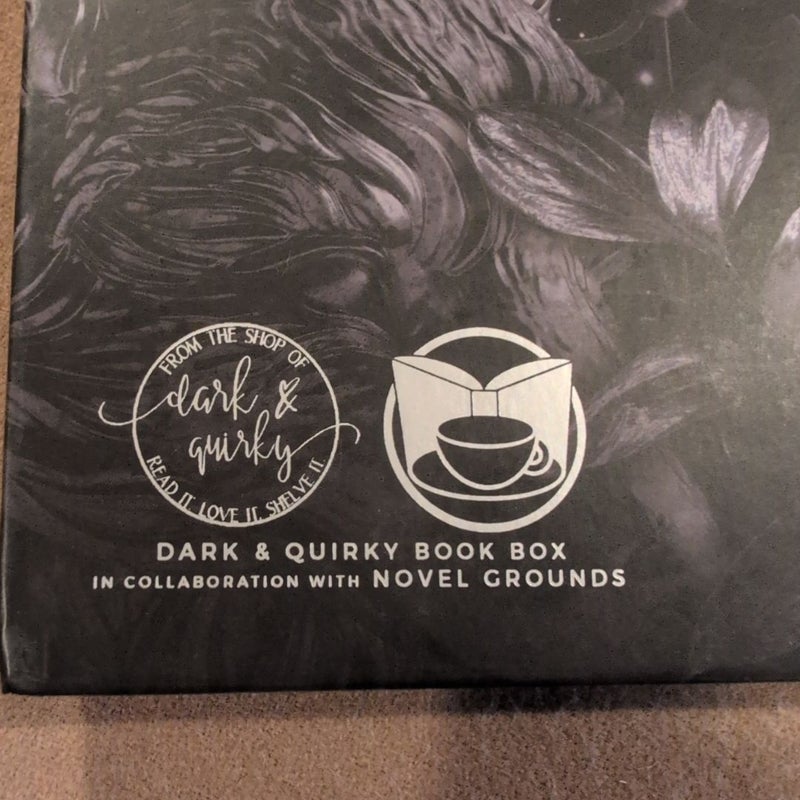 FROM THE SHOP OF
dark &
quirky
READ IT. LOVE IT. SHELVE IT.
DARK & QUIRKY BOOK BOX
IN COLLABORATION WITH NOVEL GROUNDS